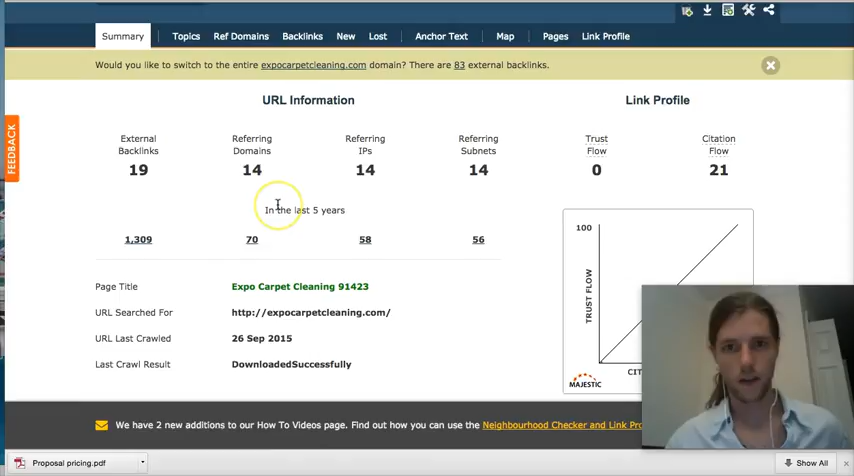 Summary Topics Ref Domains Backlinks New Lost Anchor Text Map Pages Link Profile
Would you like to switch to the entire expocarpetcleaning.com domain? There are 83 external backlinks.
FEEDBACK
URL Information
External Backlinks
19
Referring Domains
14
Referring IPs
14
Referring Subnets
14
In the last 5 years
1,309 70 58 56
Page Title Expo Carpet Cleaning 91423
URL Searched For http://expocarpetcleaning.com/
URL Last Crawled 26 Sep 2015
Last Crawl Result DownloadedSuccessfully
Link Profile
Trust Flow
0
Citation Flow
21
100
TRUST FLOW
CIT
MAJESTIC
We have 2 new additions to our How To Videos page. Find out how you can use the Neighbourhood Checker and Link Pro
Proposal pricing.pdf
Show All